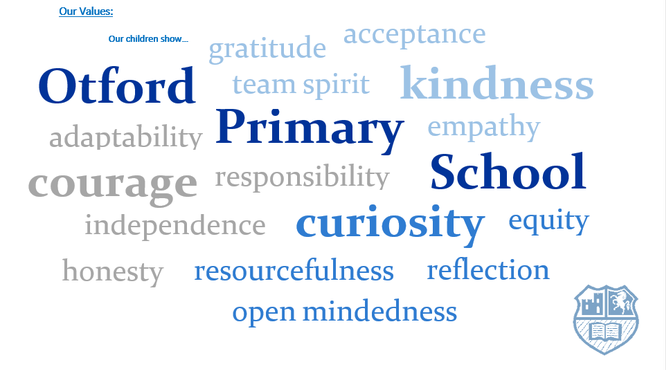 Our Values:
Our children show...
gratitude acceptance
Otford team spirit kindness
adaptability Primary empathy
courage responsibility School
independence curiosity equity
honesty resourcefulness reflection
open mindedness